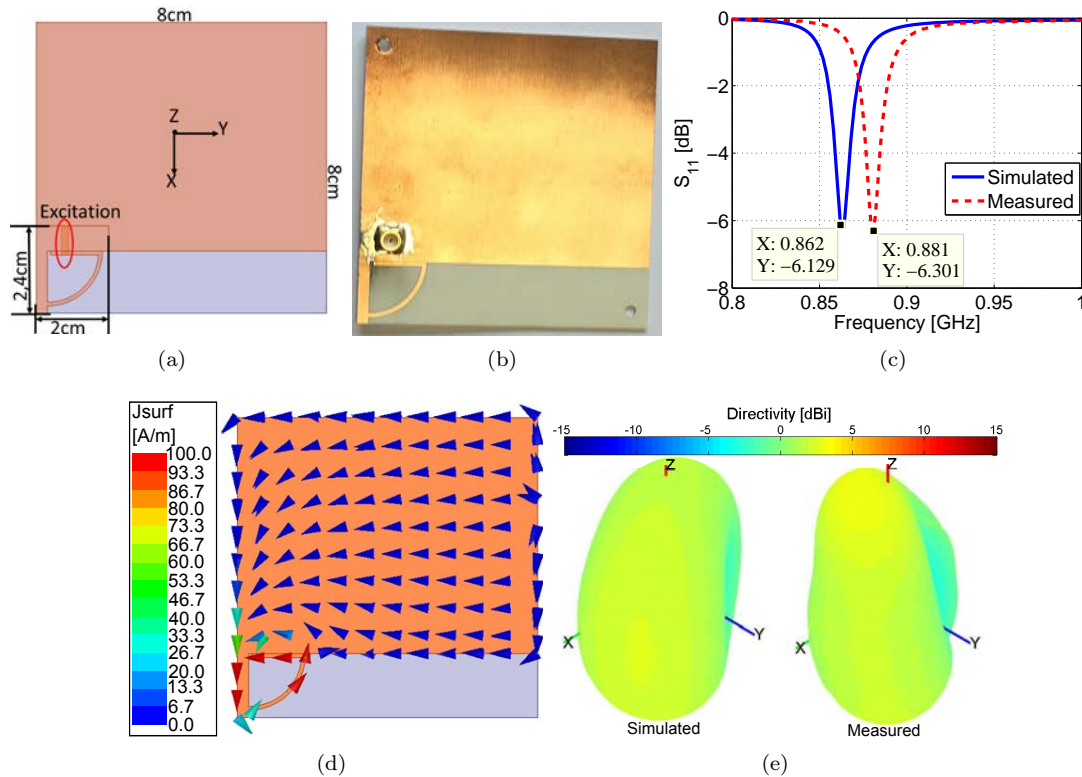 8cm
Z
Y
X
8cm
Excitation
2,4cm
2cm
(a)
(b)
0
−2
−4
−6
−8
S11 [dB]
Simulated
Measured
X: 0.862
Y: -6.129
X: 0.881
Y: -6.301
0.8 0.85 0.9 0.95 1
Frequency [GHz]
(c)
Jsurf
[A/m]
100.0
93.3
86.7
80.0
73.3
66.7
60.0
53.3
46.7
40.0
33.3
26.7
20.0
13.3
6.7
0.0
(d)
Directivity [dBi]
-15 -10 -5 0 5 10 15
Z
X
Y
Simulated
Z
X
Y
Measured
(e)